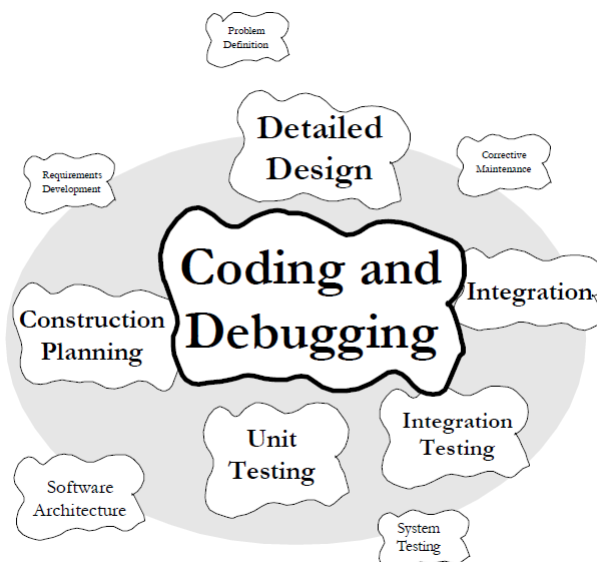 Problem
Definition
Detailed
Design
Corrective
Maintenance
Requirements
Development
Coding and
Debugging
Integration
Construction
Planning
Unit
Testing
Integration
Testing
Software
Architecture
System
Testing